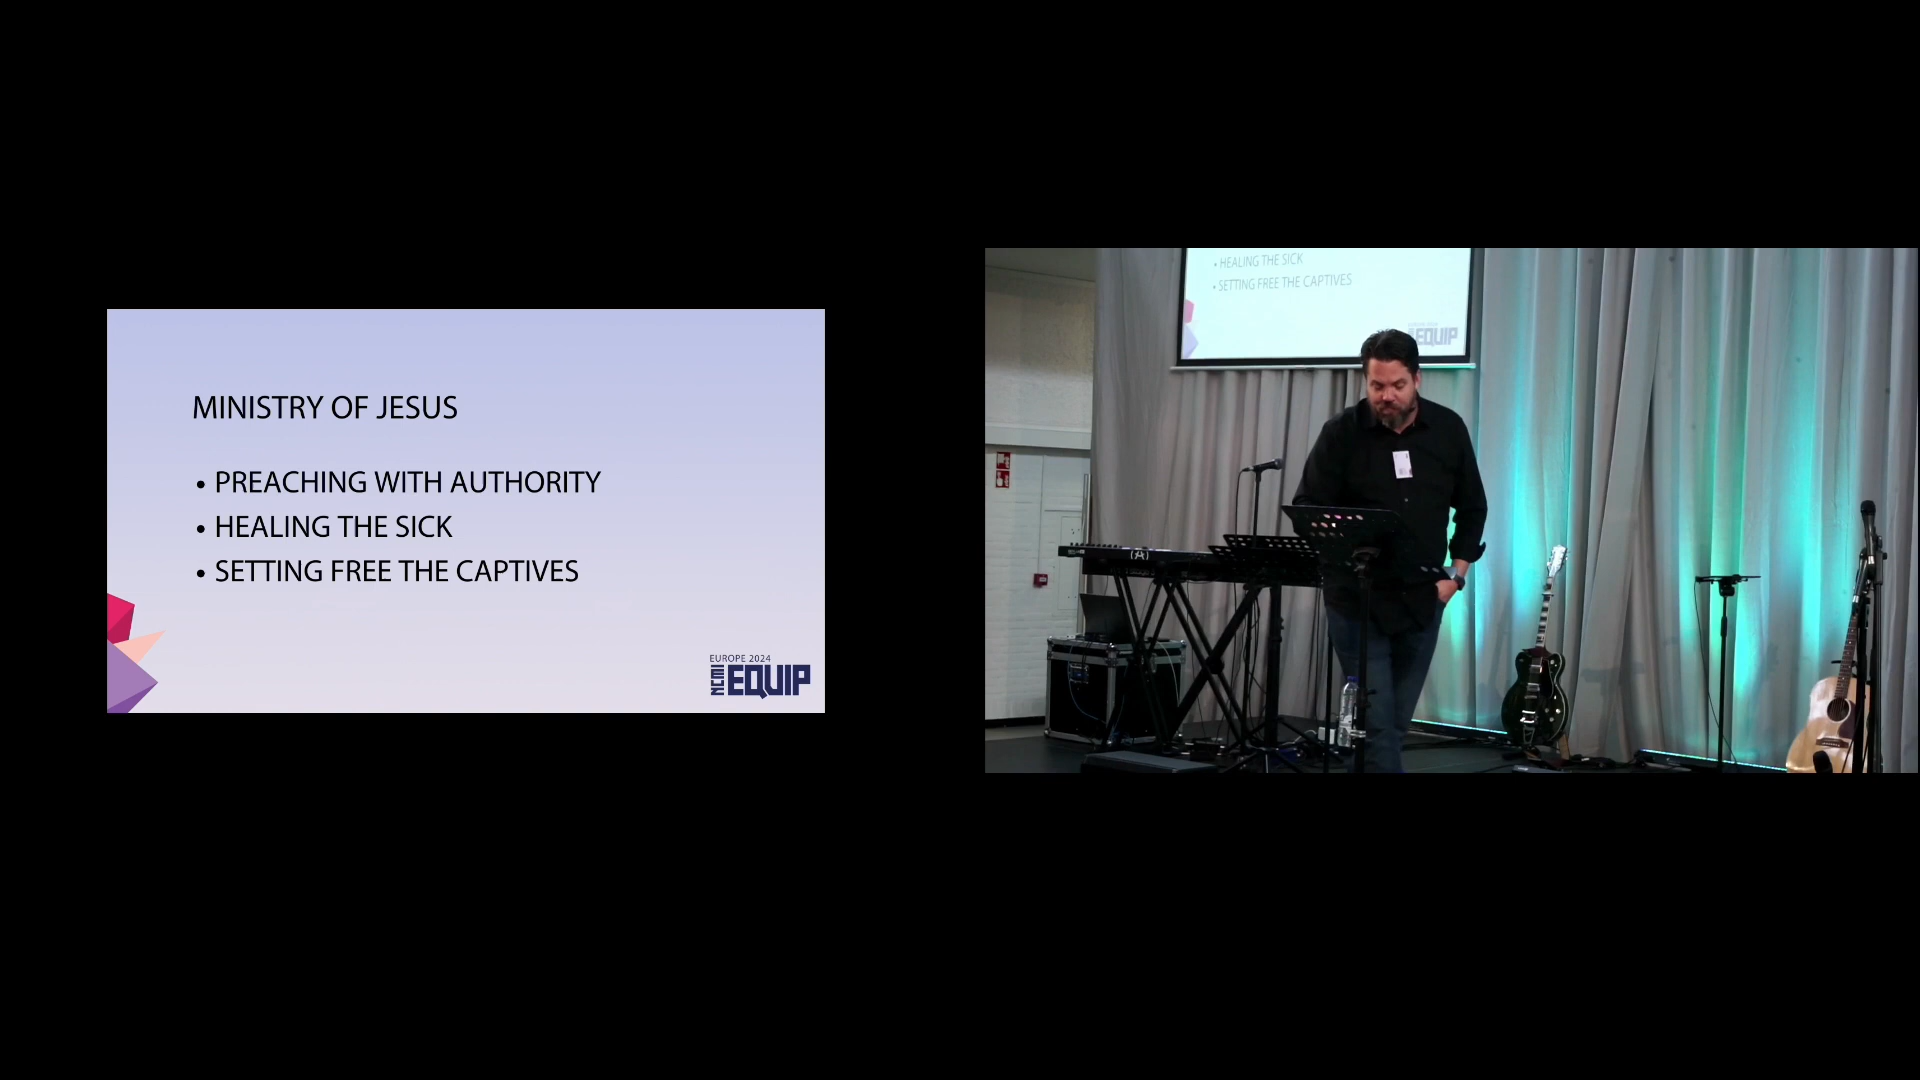 MINISTRY OF JESUS
• PREACHING WITH AUTHORITY
• HEALING THE SICK
• SETTING FREE THE CAPTIVES
EUROPE 2024
NCMI EQUIP
• HEALING THE SICK
• SETTING FREE THE CAPTIVES
EQUIP